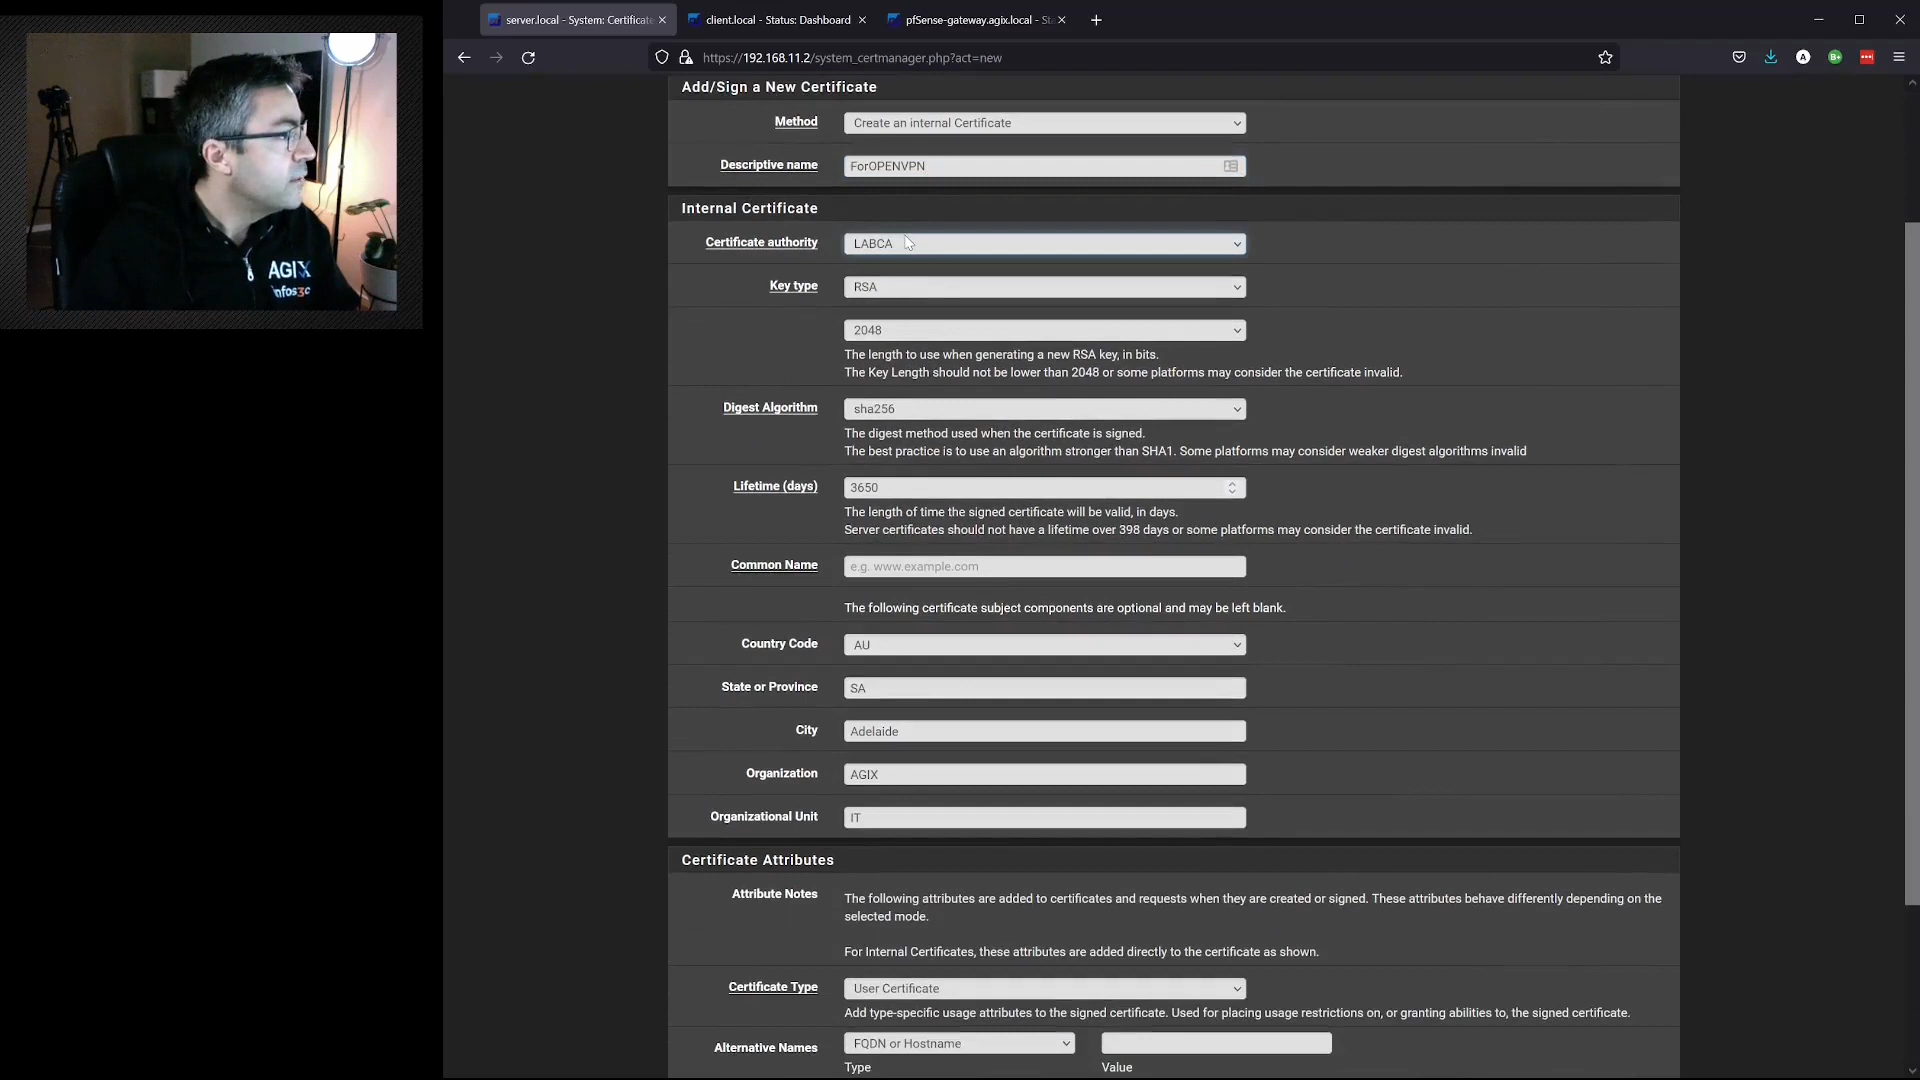 server.local - System: Certificate
client.local - Status: Dashboard
pfSense-gateway.agix.local - Sta
https://192.168.11.2/system_certmanager.php?act=new
Add/Sign a New Certificate
Method
Create an internal Certificate
Descriptive name
ForOPENVPN
Internal Certificate
Certificate authority
LABCA
Key type
RSA
2048
The length to use when generating a new RSA key, in bits.
The Key Length should not be lower than 2048 or some platforms may consider the certificate invalid.
Digest Algorithm
sha256
The digest method used when the certificate is signed.
The best practice is to use an algorithm stronger than SHA1. Some platforms may consider weaker digest algorithms invalid
Lifetime (days)
3650
The length of time the signed certificate will be valid, in days.
Server certificates should not have a lifetime over 398 days or some platforms may consider the certificate invalid.
Common Name
e.g. www.example.com
The following certificate subject components are optional and may be left blank.
Country Code
AU
State or Province
SA
City
Adelaide
Organization
AGIX
Organizational Unit
IT
Certificate Attributes
Attribute Notes
The following attributes are added to certificates and requests when they are created or signed. These attributes behave differently depending on the
selected mode.
For Internal Certificates, these attributes are added directly to the certificate as shown.
Certificate Type
User Certificate
Add type-specific usage attributes to the signed certificate. Used for placing usage restrictions on, or granting abilities to, the signed certificate.
Alternative Names
FQDN or Hostname
Type
Value
AGIX
infos3c